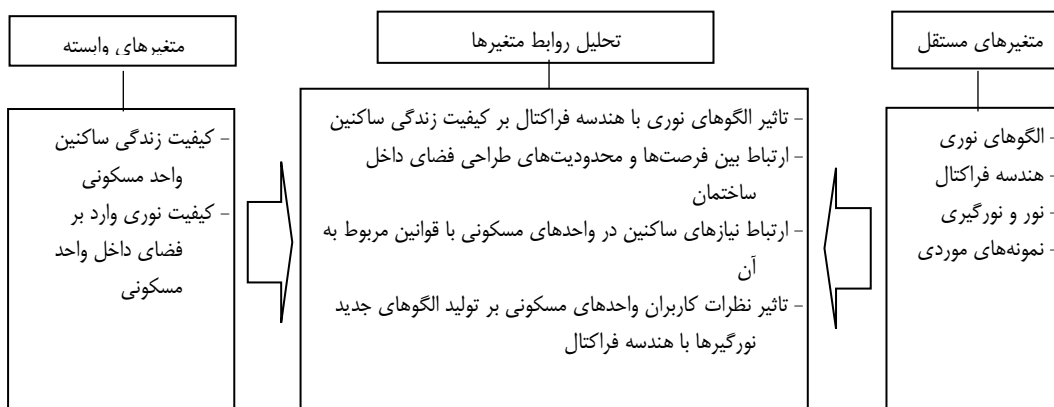 متغیرهای مستقل
- الگوهای نوری
- هندسه فراکتال
- نور و نورگیری
- نمونه‌های موردی
تحلیل روابط متغیرها
- تاثیر الگوهای نوری با هندسه فراکتال بر کیفیت زندگی ساکنین
- ارتباط بین فرصت‌ها و محدودیت‌های طراحی فضای داخل
ساختمان
- ارتباط نیازهای ساکنین در واحدهای مسکونی با قوانین مربوط به
آن
- تاثیر نظرات کاربران واحدهای مسکونی بر تولید الگوهای جدید
نورگیرها با هندسه فراکتال
متغیرهای وابسته
- کیفیت زندگی ساکنین
واحد مسکونی
- کیفیت نوری وارد بر
فضای داخل واحد
مسکونی